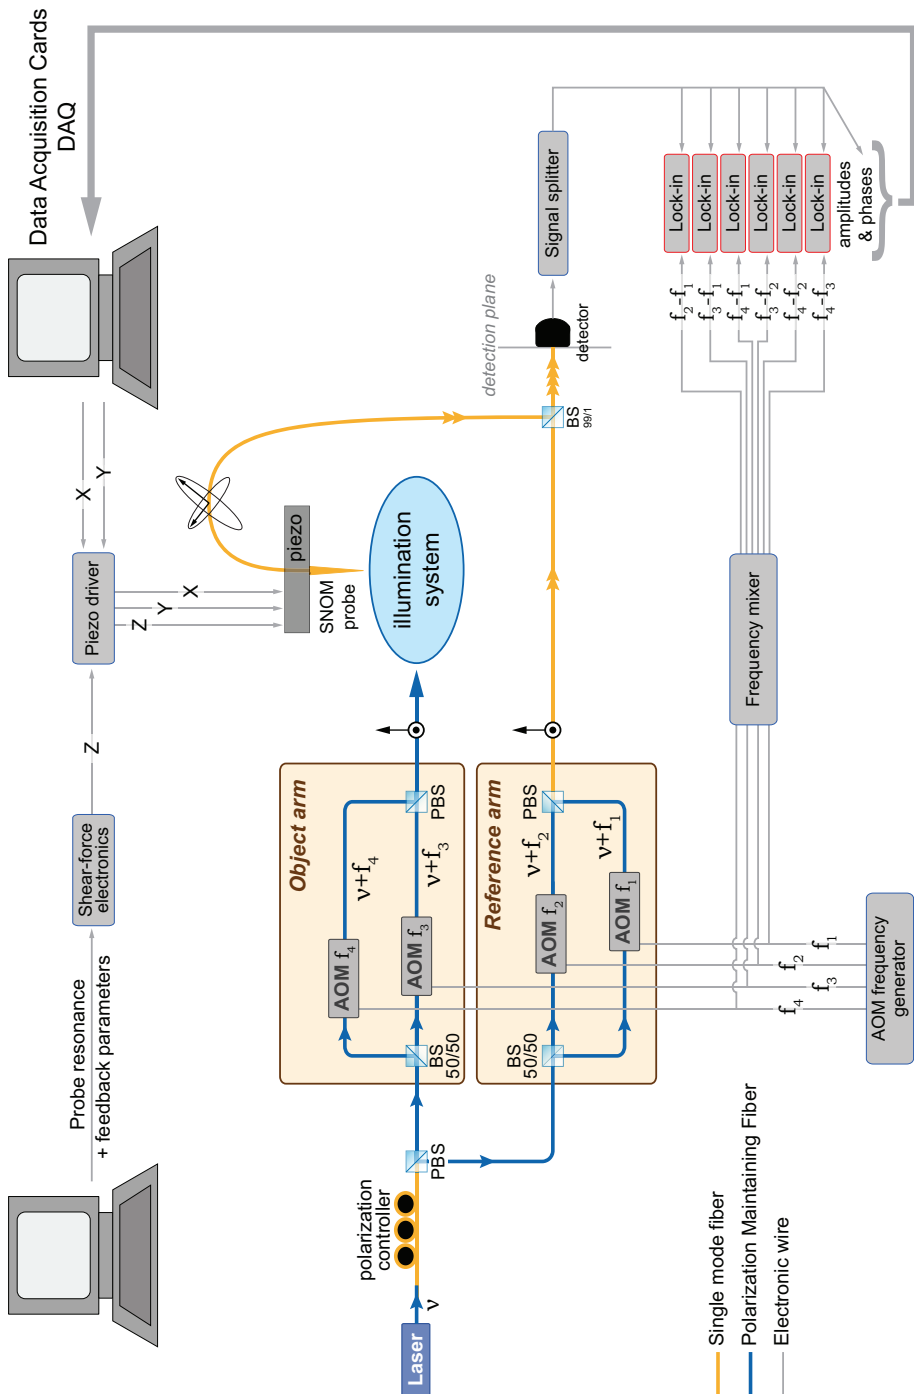 Data Acquisition Cards
DAQ
Probe resonance
+ feedback parameters
Shear-force
electronics
Z
Piezo driver
X
Y
Z
Y
X
piezo
SNOM
probe
illumination
system
Laser
ν
polarization
controller
PBS
Object arm
BS
50/50
AOM f4
AOM f3
ν+f4
ν+f3
PBS
Reference arm
BS
50/50
AOM f2
AOM f1
ν+f2
ν+f1
PBS
BS
99/1
detection plane
detector
Signal splitter
f4
f3
f2
f1
AOM frequency
generator
Frequency mixer
f2-f1
f3-f1
f4-f1
f3-f2
f4-f2
f4-f3
Lock-in
Lock-in
Lock-in
Lock-in
Lock-in
Lock-in
amplitudes
& phases
Single mode fiber
Polarization Maintaining Fiber
Electronic wire